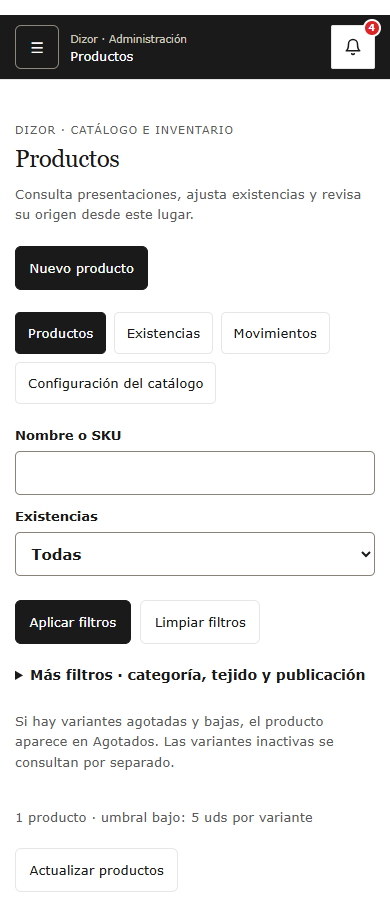 ☰
Dizor · Administración
Productos
4
DIZOR · CATÁLOGO E INVENTARIO
Productos
Consulta presentaciones, ajusta existencias y revisa
su origen desde este lugar.
Nuevo producto
Productos
Existencias
Movimientos
Configuración del catálogo
Nombre o SKU
Existencias
Todas
Aplicar filtros
Limpiar filtros
Más filtros · categoría, tejido y publicación
Si hay variantes agotadas y bajas, el producto
aparece en Agotados. Las variantes inactivas se
consultan por separado.
1 producto · umbral bajo: 5 uds por variante
Actualizar productos